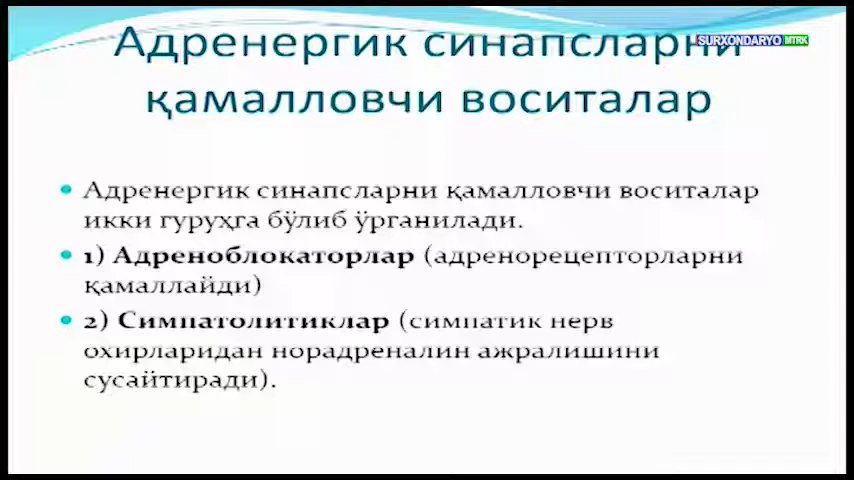 Адренергик синапсларни
SURXONDARYO MTRK
қамалловчи воситалар
• Адренергик синапсларни қамалловчи воситалар
икки гуруҳга бўлиб ўрганилади.
• 1) Адреноблокаторлар (адренорецепторларни
қамаллайди)
• 2) Симпатолитиклар (симпатик нерв
охирларидан норадреналин ажралишини
сусайтиради).